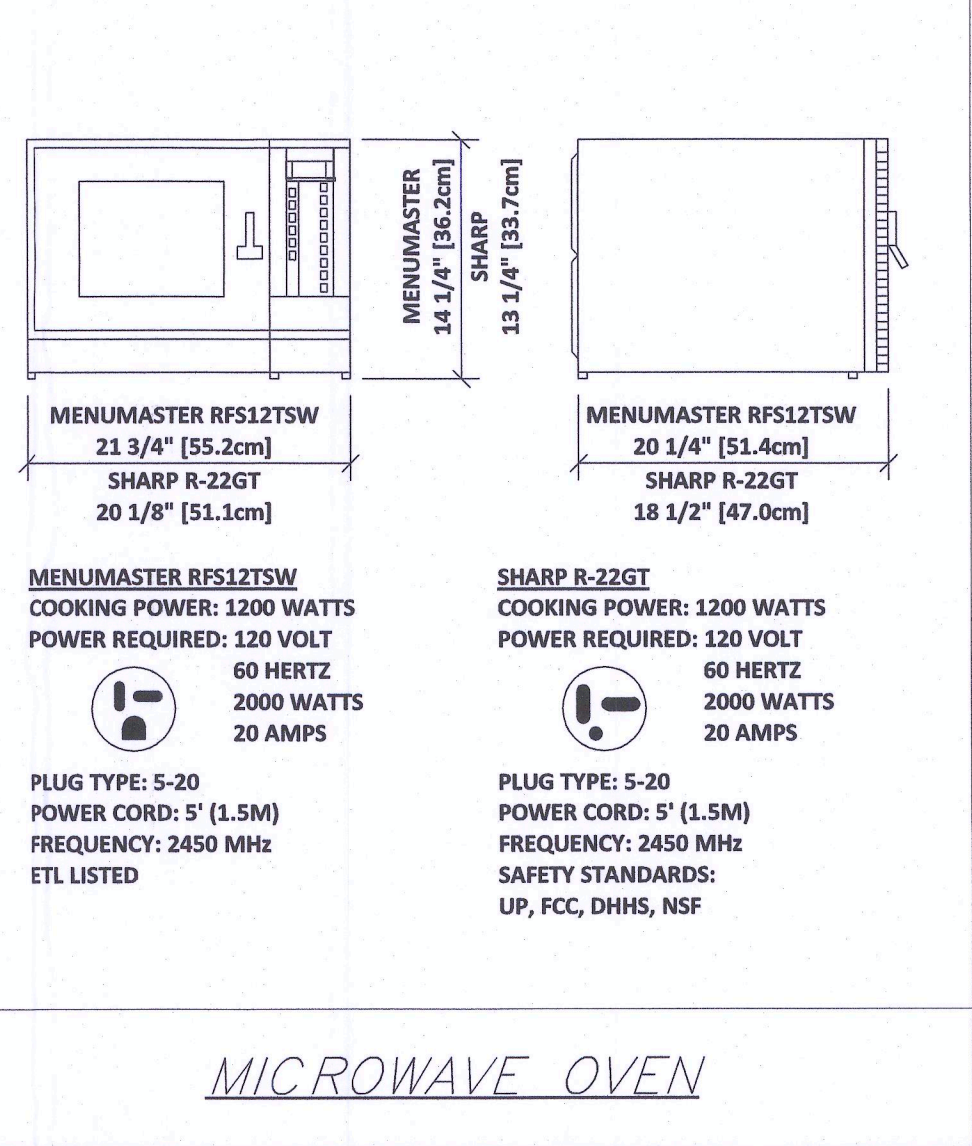 MENUMASTER
14 1/4" [36.2cm]
SHARP
13 1/4" [33.7cm]
MENUMASTER RFS12TSW
21 3/4" [55.2cm]
SHARP R-22GT
20 1/8" [51.1cm]
MENUMASTER RFS12TSW
20 1/4" [51.4cm]
SHARP R-22GT
18 1/2" [47.0cm]
MENUMASTER RFS12TSW
COOKING POWER: 1200 WATTS
POWER REQUIRED: 120 VOLT
60 HERTZ
2000 WATTS
20 AMPS
PLUG TYPE: 5-20
POWER CORD: 5' (1.5M)
FREQUENCY: 2450 MHz
ETL LISTED
SHARP R-22GT
COOKING POWER: 1200 WATTS
POWER REQUIRED: 120 VOLT
60 HERTZ
2000 WATTS
20 AMPS
PLUG TYPE: 5-20
POWER CORD: 5' (1.5M)
FREQUENCY: 2450 MHz
SAFETY STANDARDS:
UP, FCC, DHHS, NSF
MICROWAVE OVEN